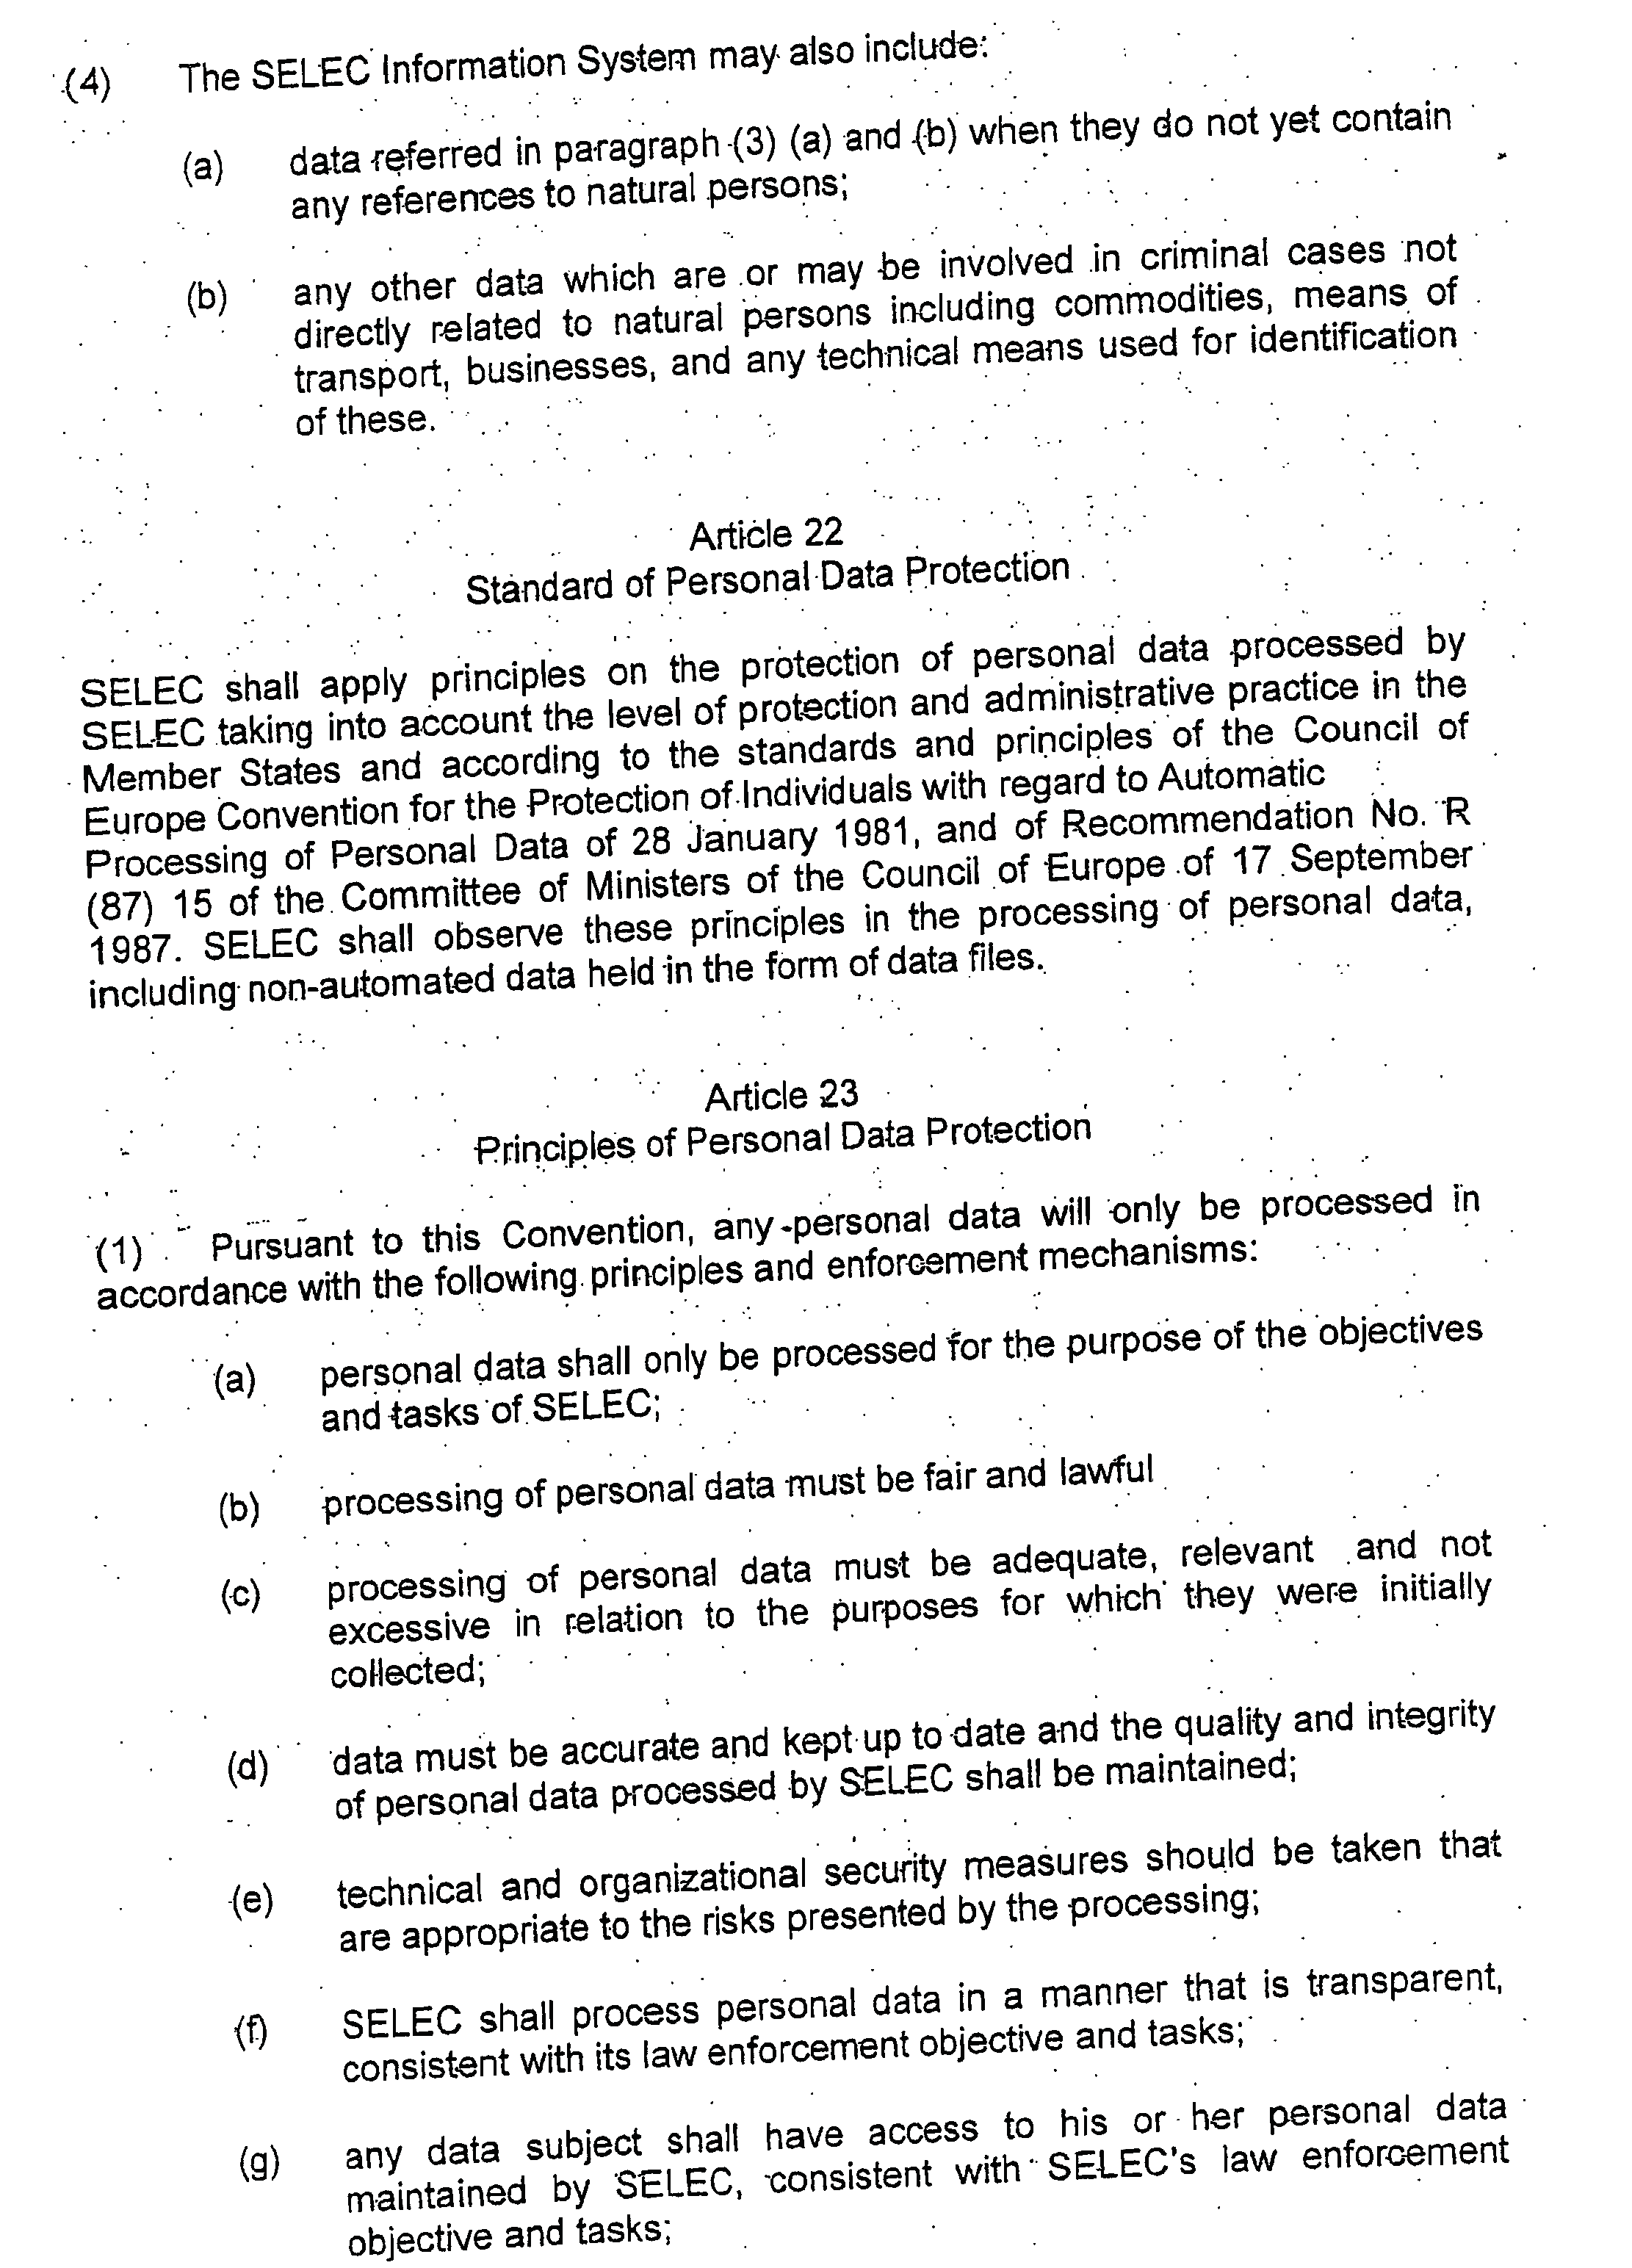 (4) The SELEC Information System may also include:
(a) data referred in paragraph (3) (a) and (b) when they do not yet contain
any references to natural persons;
(b) any other data which are or may be involved in criminal cases not
directly related to natural persons including commodities, means of
transport, businesses, and any technical means used for identification
of these.
Article 22
Standard of Personal Data Protection
SELEC shall apply principles on the protection of personal data processed by
SELEC taking into account the level of protection and administrative practice in the
Member States and according to the standards and principles of the Council of
Europe Convention for the Protection of Individuals with regard to Automatic
Processing of Personal Data of 28 January 1981, and of Recommendation No. R
(87) 15 of the Committee of Ministers of the Council of Europe of 17 September
1987. SELEC shall observe these principles in the processing of personal data,
including non-automated data held in the form of data files.
Article 23
Principles of Personal Data Protection
(1) Pursuant to this Convention, any personal data will only be processed in
accordance with the following principles and enforcement mechanisms:
(a) personal data shall only be processed for the purpose of the objectives
and tasks of SELEC;
(b) processing of personal data must be fair and lawful
(c) processing of personal data must be adequate, relevant and not
excessive in relation to the purposes for which they were initially
collected;
(d) data must be accurate and kept up to date and the quality and integrity
of personal data processed by SELEC shall be maintained;
(e) technical and organizational security measures should be taken that
are appropriate to the risks presented by the processing;
(f) SELEC shall process personal data in a manner that is transparent,
consistent with its law enforcement objective and tasks;
(g) any data subject shall have access to his or her personal data
maintained by SELEC, consistent with SELEC's law enforcement
objective and tasks;